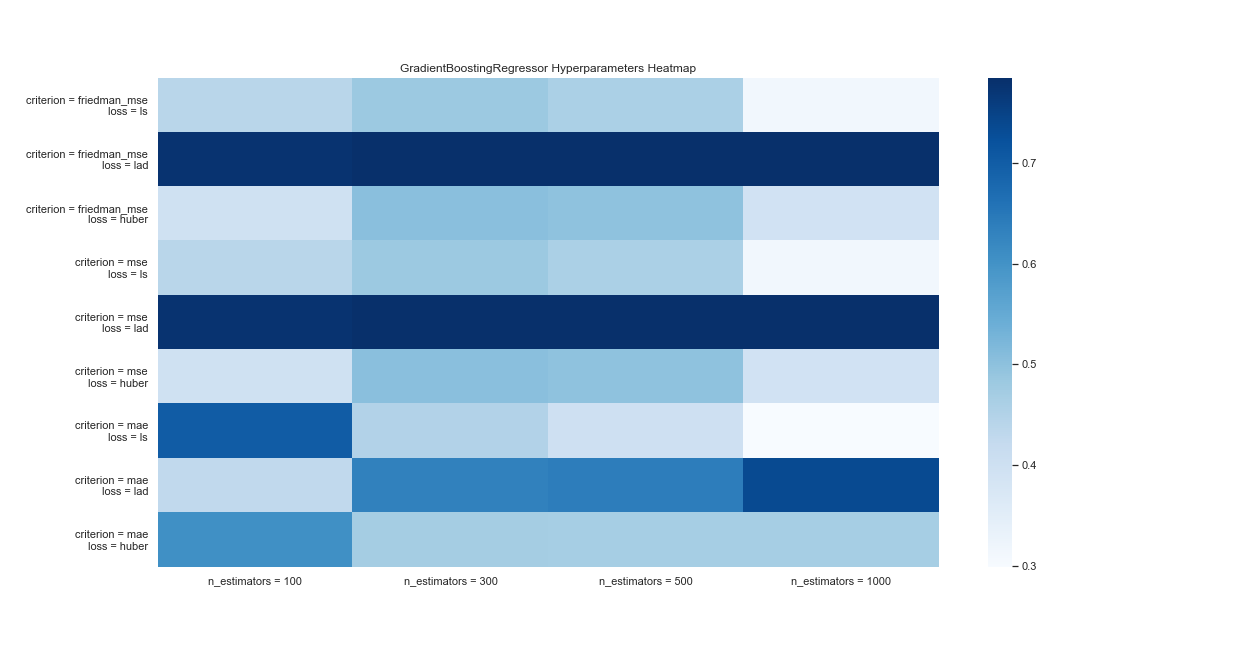 GradientBoostingRegressor Hyperparameters Heatmap
criterion = friedman_mse
loss = ls
criterion = friedman_mse
loss = lad
criterion = friedman_mse
loss = huber
criterion = mse
loss = ls
criterion = mse
loss = lad
criterion = mse
loss = huber
criterion = mae
loss = ls
criterion = mae
loss = lad
criterion = mae
loss = huber
n_estimators = 100
n_estimators = 300
n_estimators = 500
n_estimators = 1000
0.7
0.6
0.5
0.4
0.3